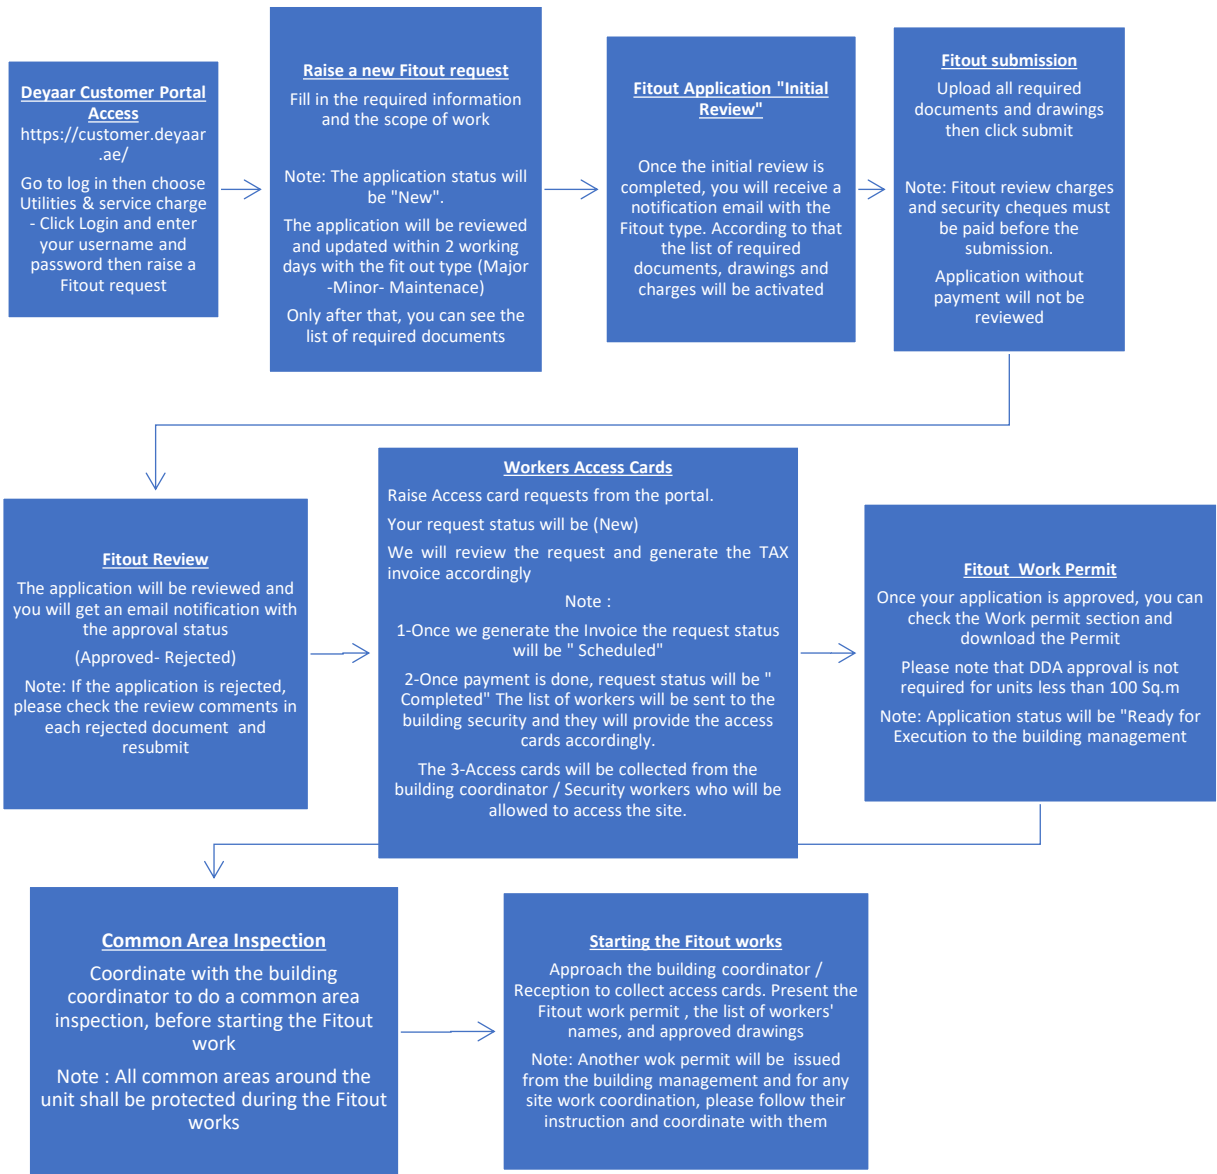 Deyaar Customer Portal
Access
https://customer.deyaar
.ae/
Go to log in then choose
Utilities & service charge
- Click Login and enter
your username and
password then raise a
Fitout request
Raise a new Fitout request
Fill in the required information
and the scope of work
Note: The application status will
be "New".
The application will be reviewed
and updated within 2 working
days with the fit out type (Major
-Minor- Maintenace)
Only after that, you can see the
list of required documents
Fitout Application "Initial
Review"
Once the initial review is
completed, you will receive a
notification email with the
Fitout type. According to that
the list of required
documents, drawings and
charges will be activated
Fitout submission
Upload all required
documents and drawings
then click submit
Note: Fitout review charges
and security cheques must
be paid before the
submission.
Application without
payment will not be
reviewed
Fitout Review
The application will be reviewed and
you will get an email notification with
the approval status
(Approved- Rejected)
Note: If the application is rejected,
please check the review comments in
each rejected document  and
resubmit
Workers Access Cards
Raise Access card requests from the portal.
Your request status will be (New)
We will review the request and generate the TAX
invoice accordingly
Note :
1-Once we generate the Invoice the request status
will be " Scheduled"
2-Once payment is done, request status will be "
Completed" The list of workers will be sent to the
building security and they will provide the access
cards accordingly.
The 3-Access cards will be collected from the
building coordinator / Security workers who will be
allowed to access the site.
Fitout  Work Permit
Once your application is approved, you can
check the Work permit section and
download the Permit
Please note that DDA approval is not
required for units less than 100 Sq.m
Note: Application status will be "Ready for
Execution to the building management
Common Area Inspection
Coordinate with the building
coordinator to do a common area
inspection, before starting the Fitout
work
Note : All common areas around the
unit shall be protected during the Fitout
works
Starting the Fitout works
Approach the building coordinator /
Reception to collect access cards. Present the
Fitout work permit , the list of workers'
names, and approved drawings
Note: Another wok permit will be  issued
from the building management and for any
site work coordination, please follow their
instruction and coordinate with them